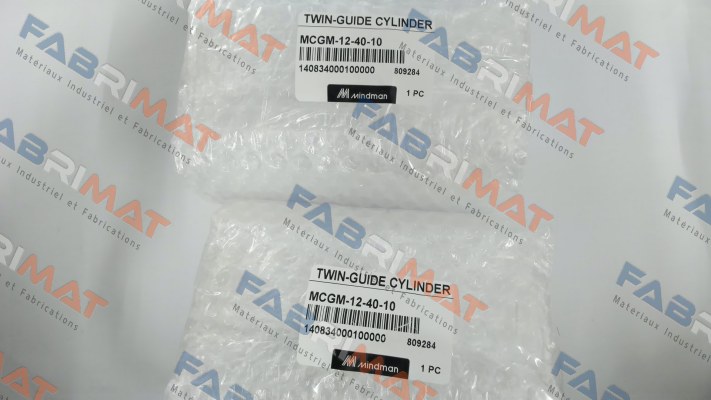 TWIN-GUIDE CYLINDER
MCGM-12-40-10
140834000100000 809284
Mindman 1 PC
TWIN-GUIDE CYLINDER
MCGM-12-40-10
140834000100000 809284
Mindman 1 PC
FABRIMAT
Materiaux Industriel et Fabrications